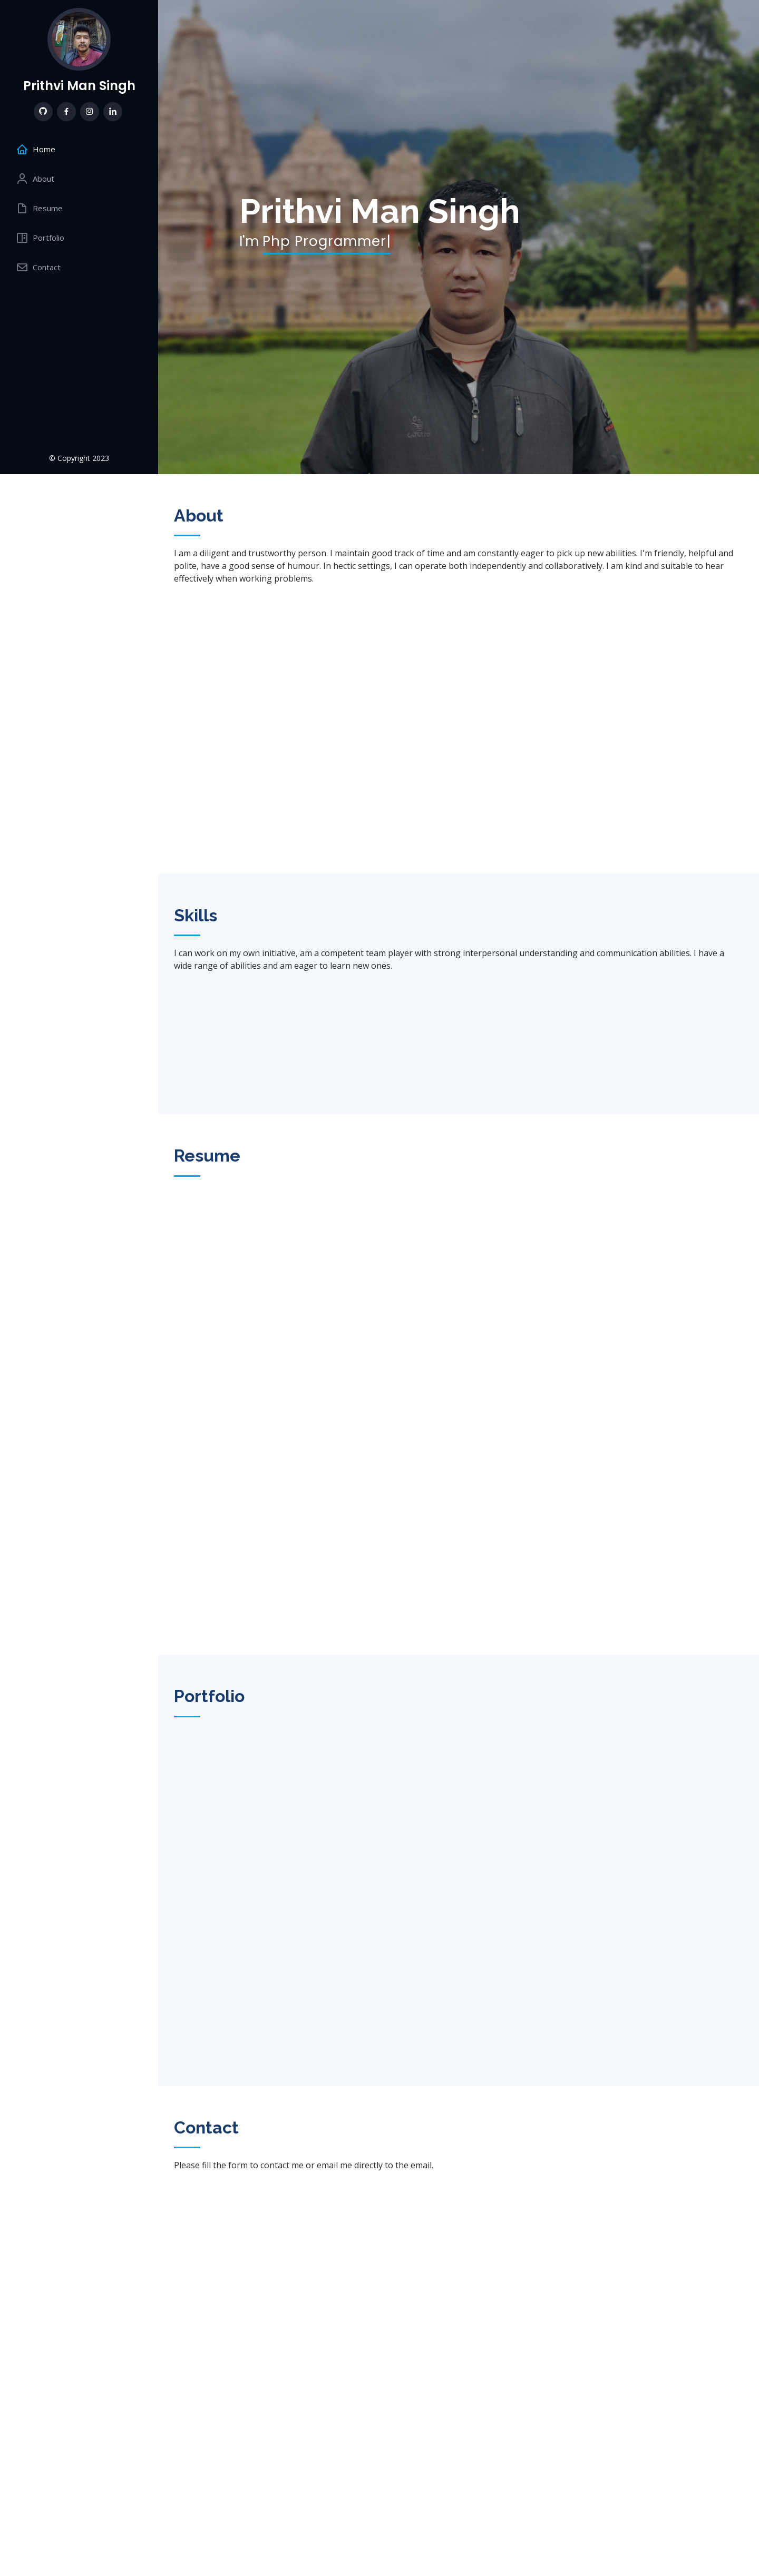 Prithvi Man Singh
Home
About
Resume
Portfolio
Contact
© Copyright 2023
Prithvi Man Singh
I'm Php Programmer|
About
I am a diligent and trustworthy person. I maintain good track of time and am constantly eager to pick up new abilities. I'm friendly, helpful and
polite, have a good sense of humour. In hectic settings, I can operate both independently and collaboratively. I am kind and suitable to hear
effectively when working problems.
Skills
I can work on my own initiative, am a competent team player with strong interpersonal understanding and communication abilities. I have a
wide range of abilities and am eager to learn new ones.
Resume
Portfolio
Contact
Please fill the form to contact me or email me directly to the email.